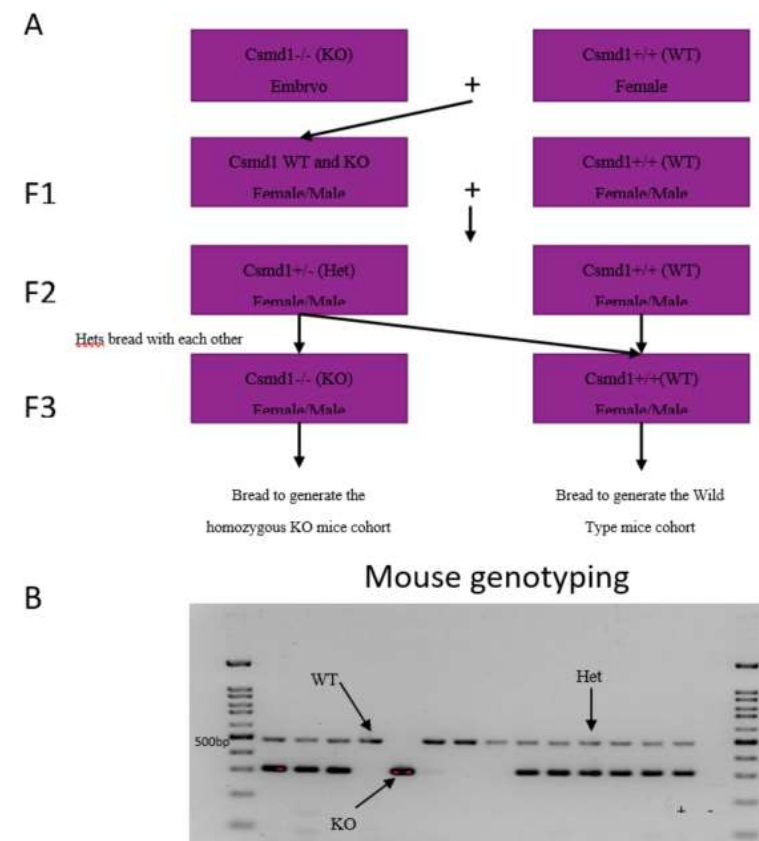 A
Csmd1-/- (KO)
Embryo
+
Csmd1+/+ (WT)
Female
F1
Csmd1 WT and KO
Female/Male
+
Csmd1+/+ (WT)
Female/Male
F2
Csmd1+/- (Het)
Female/Male
Csmd1+/+ (WT)
Female/Male
Hets bread with each other
F3
Csmd1-/- (KO)
Female/Male
Csmd1+/+(WT)
Female/Male
Bread to generate the
homozygous KO mice cohort
Bread to generate the Wild
Type mice cohort
B
Mouse genotyping
WT
Het
500bp
KO
+ -